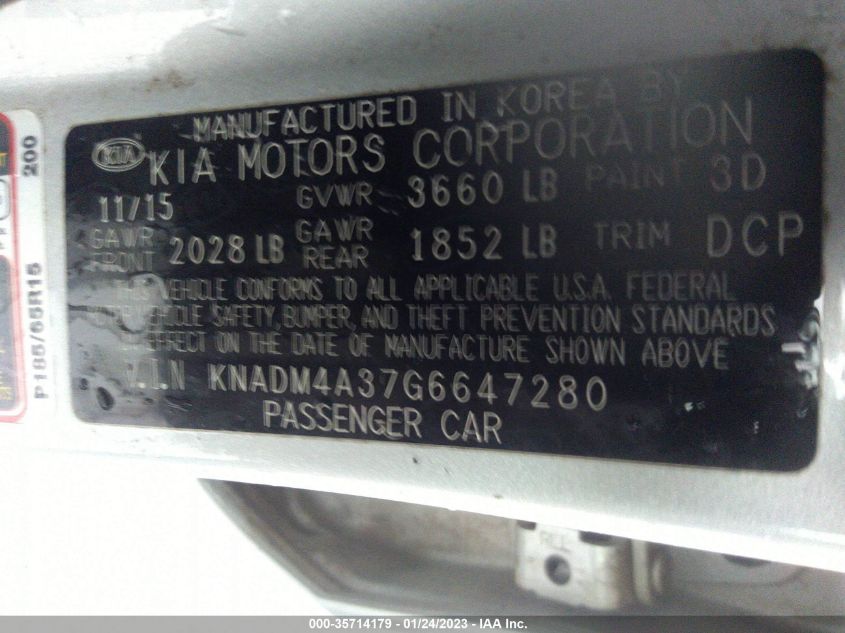 MANUFACTURED IN KOREA BY
KIA KIA MOTORS CORPORATION
11/15 GVWR 3660 LB PAINT 3D
GAWR FRONT 2028 LB GAWR REAR 1852 LB TRIM DCP
THIS VEHICLE CONFORMS TO ALL APPLICABLE U.S.A. FEDERAL
MOTOR VEHICLE SAFETY, BUMPER, AND THEFT PREVENTION STANDARDS
IN EFFECT ON THE DATE OF MANUFACTURE SHOWN ABOVE
V.I.N KNADM4A37G6647280
PASSENGER CAR
P185/65R15 200
000-35714179 - 01/24/2023 - IAA Inc.